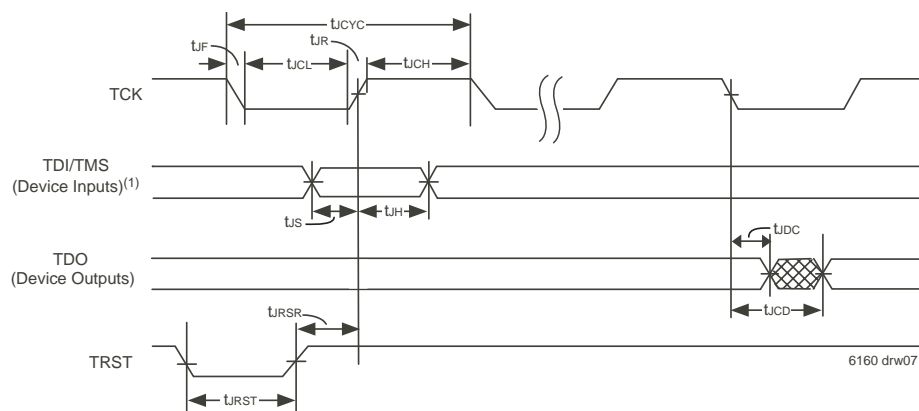 tJCYC
tJF
tJR
tJCL
tJCH
TCK
TDI/TMS
(Device Inputs)(1)
tJS
tJH
tJDC
TDO
(Device Outputs)
tJRSR
tJCD
TRST
6160 drw07
tJRST